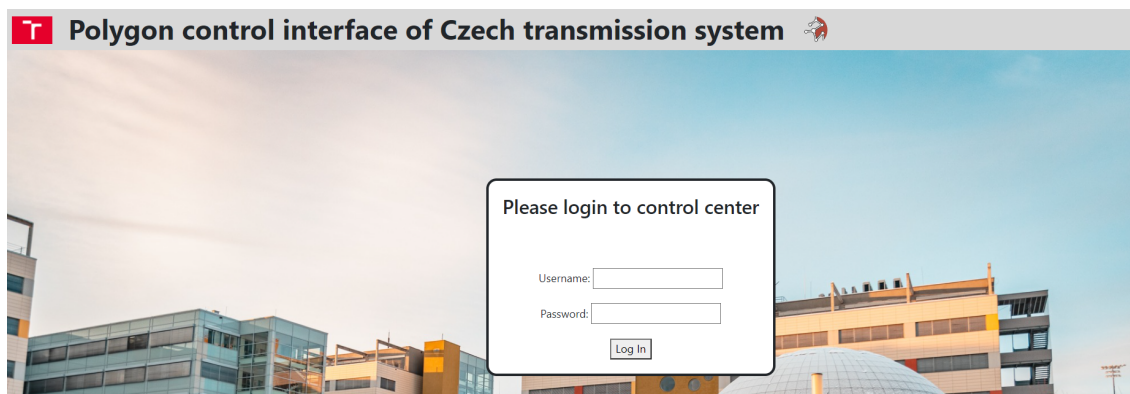 Polygon control interface of Czech transmission system
Please login to control center
Username:
Password:
Log In